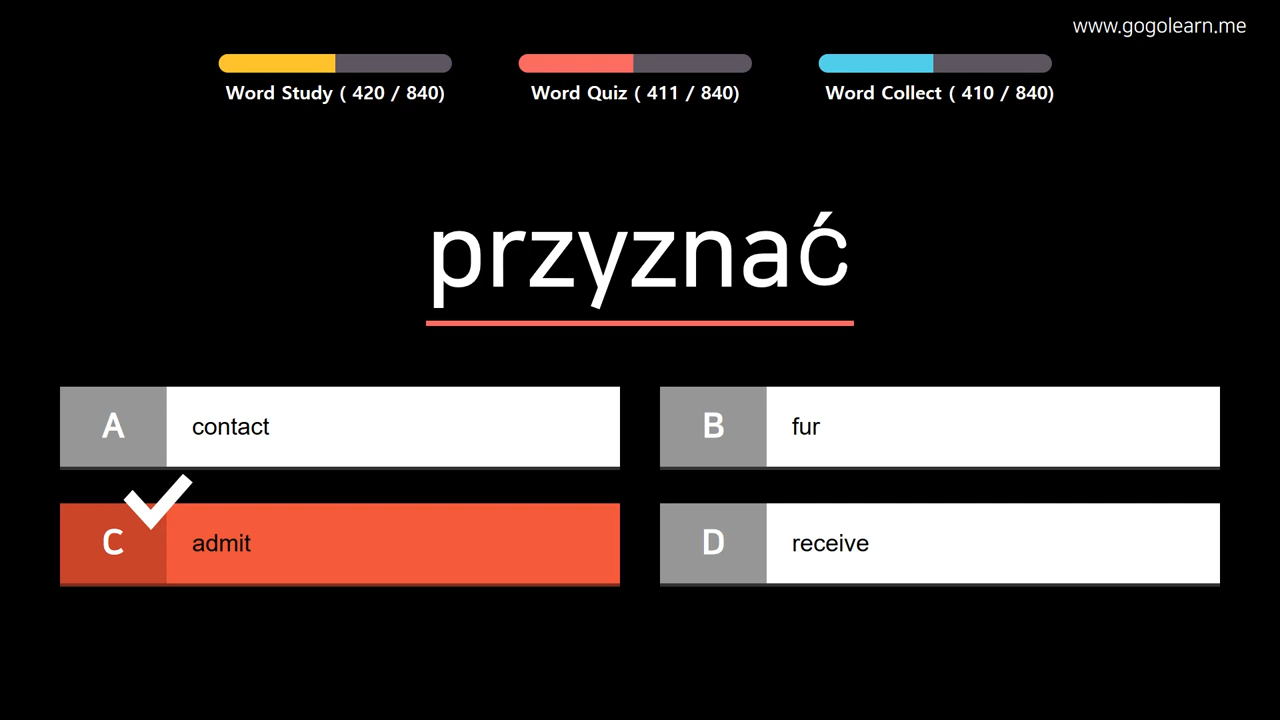 www.gogolearn.me
Word Study ( 420 / 840)
Word Quiz ( 411 / 840)
Word Collect ( 410 / 840)
przyznać
A contact
B fur
C admit
D receive